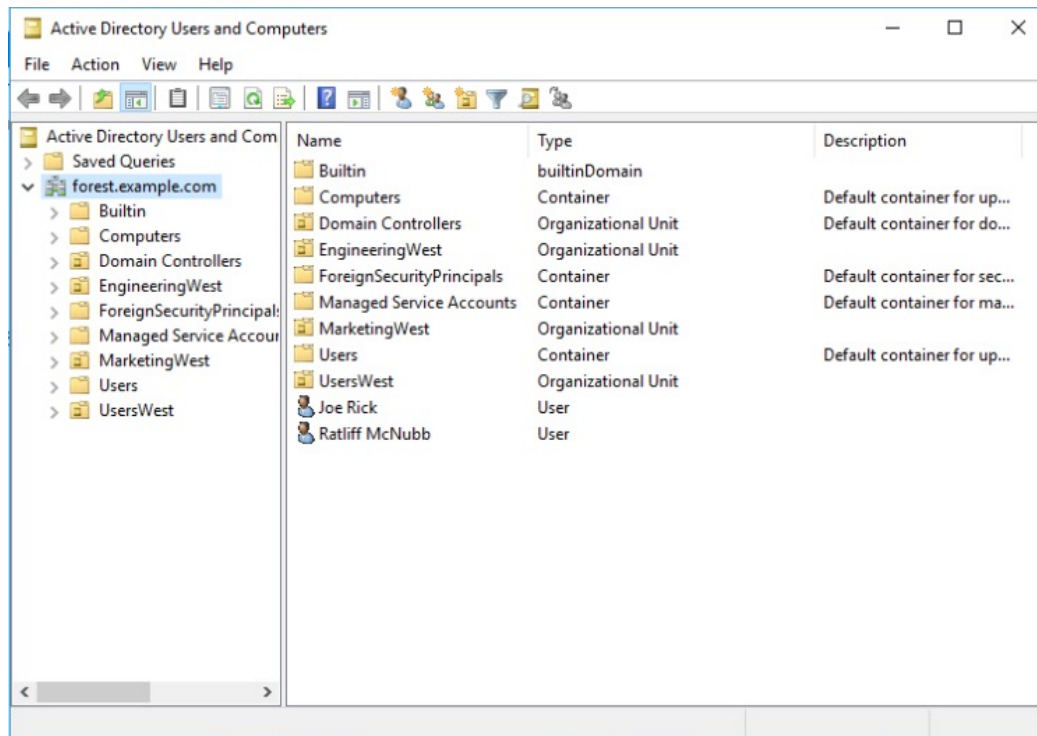 Active Directory Users and Computers
File Action View Help
Active Directory Users and Com
Saved Queries
forest.example.com
Builtin
Computers
Domain Controllers
EngineeringWest
ForeignSecurityPrincipal:
Managed Service Accour
MarketingWest
Users
UsersWest
Name Type Description
Builtin builtinDomain
Computers Container Default container for up...
Domain Controllers Organizational Unit Default container for do...
EngineeringWest Organizational Unit
ForeignSecurityPrincipals Container Default container for sec...
Managed Service Accounts Container Default container for ma...
MarketingWest Organizational Unit
Users Container Default container for up...
UsersWest Organizational Unit
Joe Rick User
Ratliff McNubb User